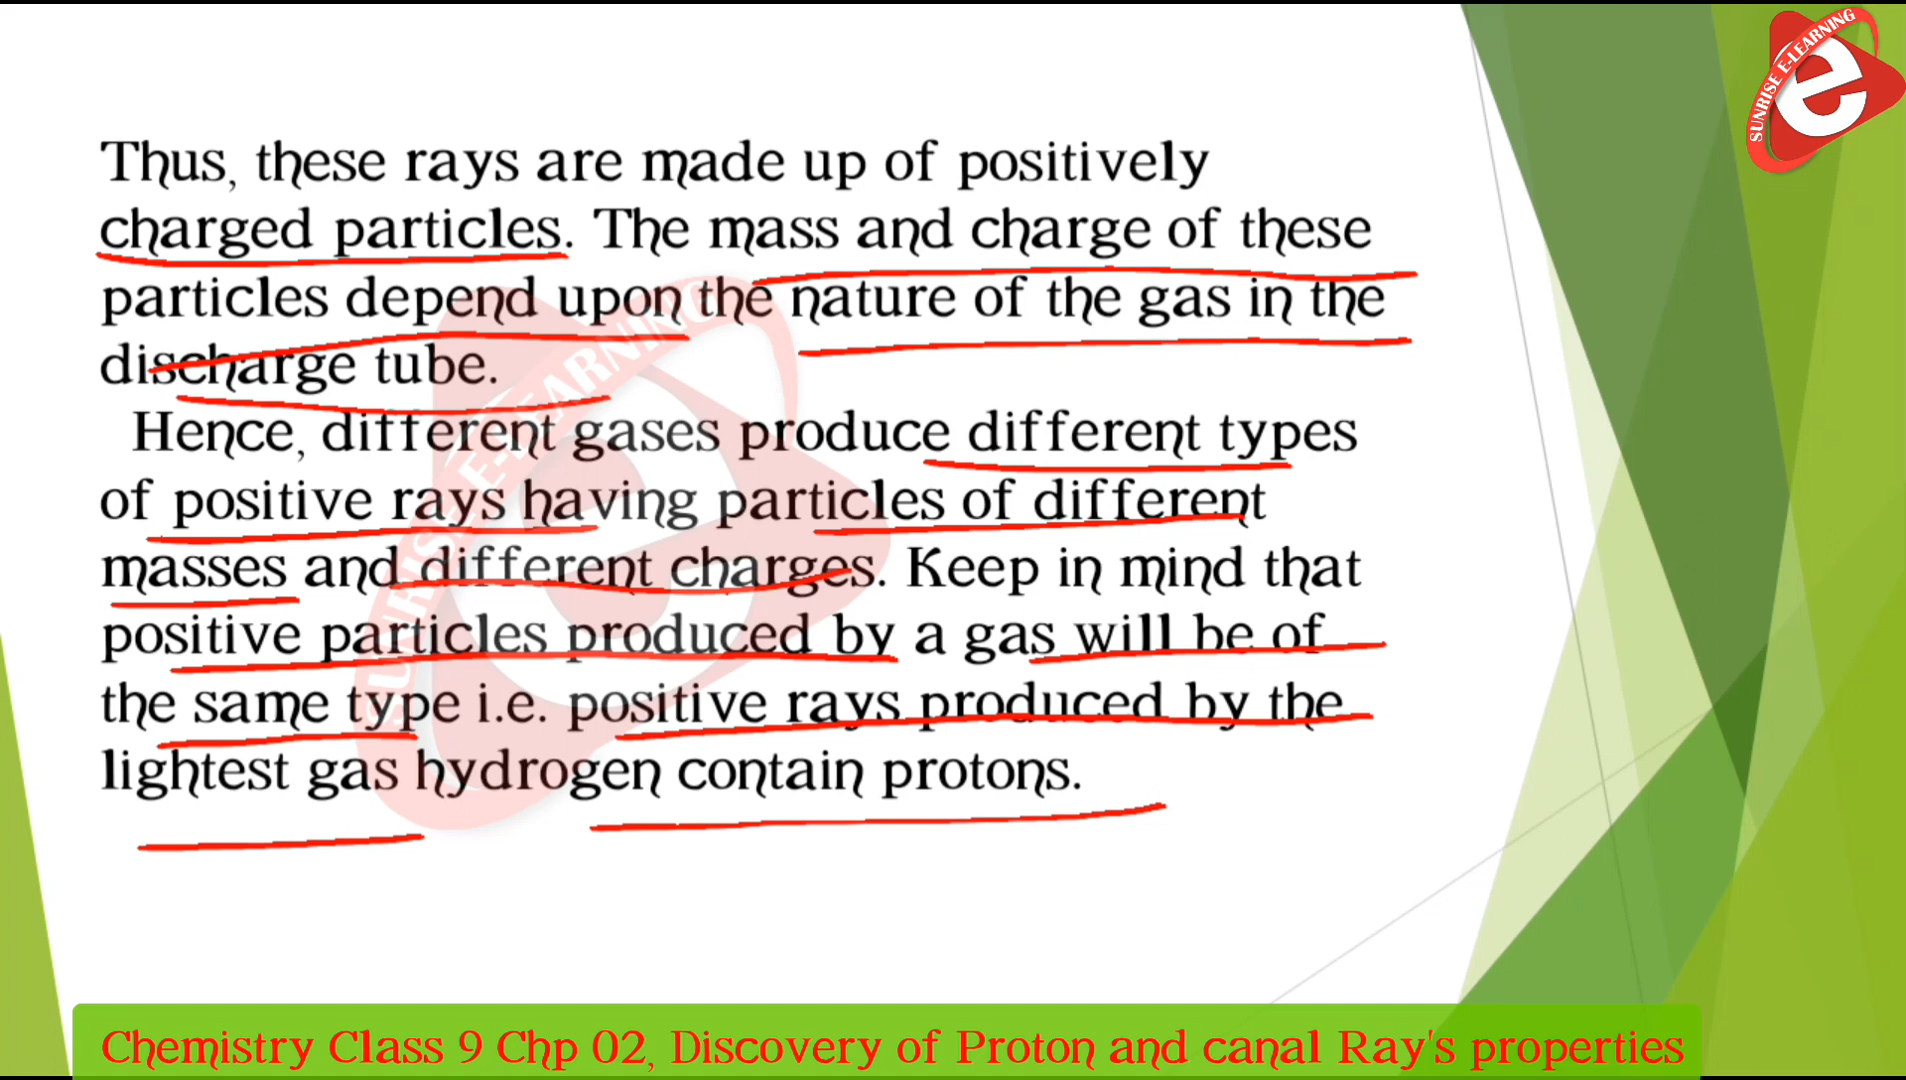 SUNRISE E-LEARNING
Thus, these rays are made up of positively
charged particles. The mass and charge of these
particles depend upon the nature of the gas in the
discharge tube.
Hence, different gases produce different types
of positive rays having particles of different
masses and different charges. Keep in mind that
positive particles produced by a gas will be of
the same type i.e. positive rays produced by the
lightest gas hydrogen contain protons.
SUNRISE E-LEARNING
Chemistry Class 9 Chp 02, Discovery of Proton and canal Ray's properties